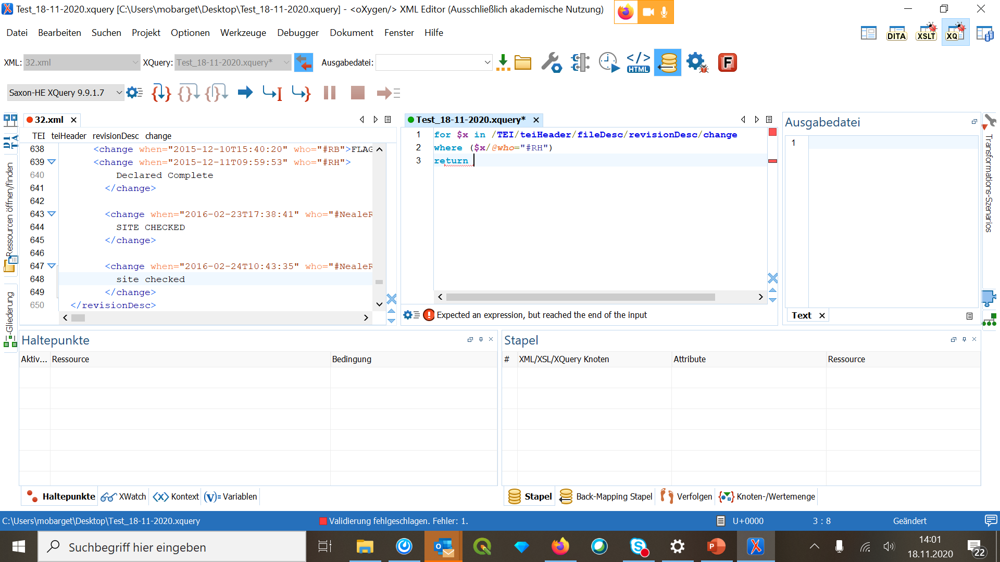 Test_18-11-2020.xquery [C:\Users\mobarget\Desktop\Test_18-11-2020.xquery] - <oXygen/> XML Editor (Ausschließlich akademische Nutzung)
Datei Bearbeiten Suchen Projekt Optionen Werkzeuge Debugger Dokument Fenster Hilfe
DITA XSLT XQ
XML: 32.xml XQuery: Test_18-11-2020.xquery* Ausgabedatei: </> HTML F
Saxon-HE XQuery 9.9.1.7
32.xml
TEI teiHeader revisionDesc change
638 <change when="2015-12-10T15:40:20" who="#RB">FLAG
639 <change when="2015-12-11T09:59:53" who="#RH">
640 Declared Complete
641 </change>
642
643 <change when="2016-02-23T17:38:41" who="#NealeR
644 SITE CHECKED
645 </change>
646
647 <change when="2016-02-24T10:43:35" who="#NealeR
648 site checked
649 </change>
650 </revisionDesc>
Test_18-11-2020.xquery*
1 for $x in /TEI/teiHeader/fileDesc/revisionDesc/change
2 where ($x/@who="#RH")
3 return
Expected an expression, but reached the end of the input
Ausgabedatei
1
Text
Ressourcen öffnen/finden
-Gliederung
Transformations-Szenarios
Haltepunkte
Aktiv... Ressource Bedingung
Stapel
# XML/XSL/XQuery Knoten Attribute Ressource
Haltepunkte XWatch Kontext Variablen
Stapel Back-Mapping Stapel Verfolgen Knoten-/Wertemenge
C:\Users\mobarget\Desktop\Test_18-11-2020.xquery Validierung fehlgeschlagen. Fehler: 1. U+0000 3 : 8 Geändert
Suchbegriff hier eingeben
14:01
18.11.2020
22